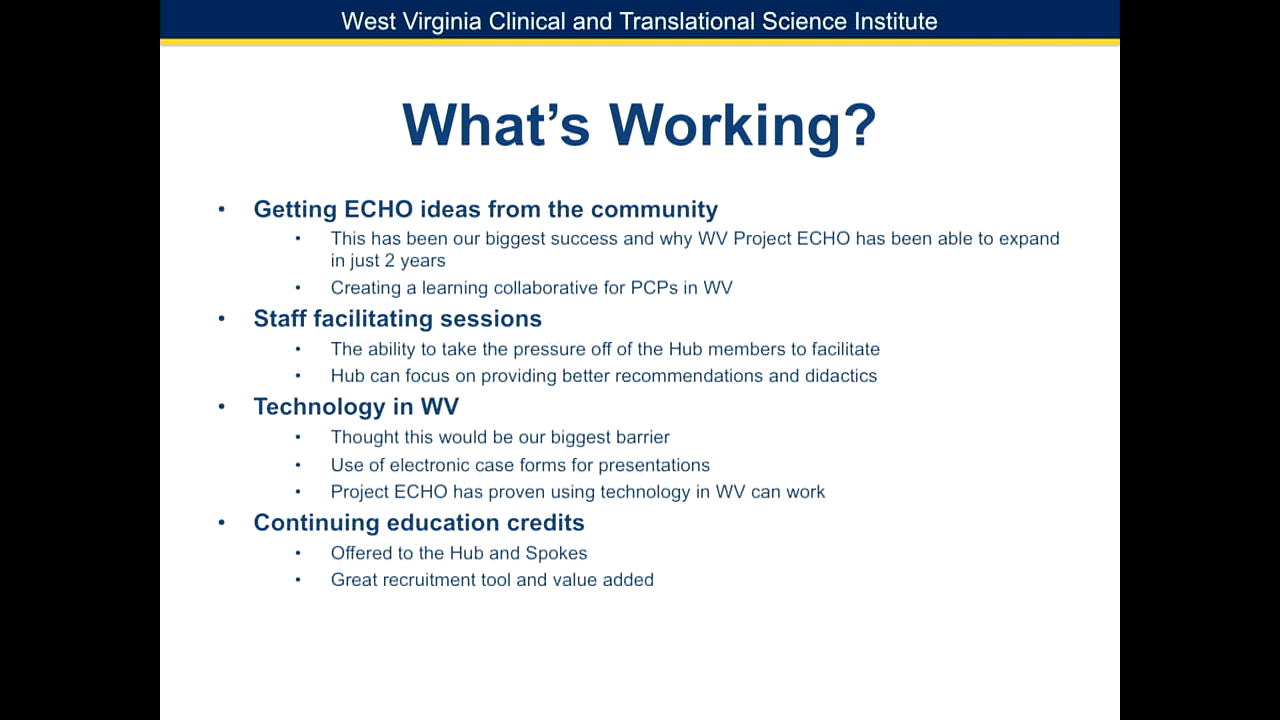 West Virginia Clinical and Translational Science Institute
What’s Working?
• Getting ECHO ideas from the community
• This has been our biggest success and why WV Project ECHO has been able to expand
in just 2 years
• Creating a learning collaborative for PCPs in WV
• Staff facilitating sessions
• The ability to take the pressure off of the Hub members to facilitate
• Hub can focus on providing better recommendations and didactics
• Technology in WV
• Thought this would be our biggest barrier
• Use of electronic case forms for presentations
• Project ECHO has proven using technology in WV can work
• Continuing education credits
• Offered to the Hub and Spokes
• Great recruitment tool and value added